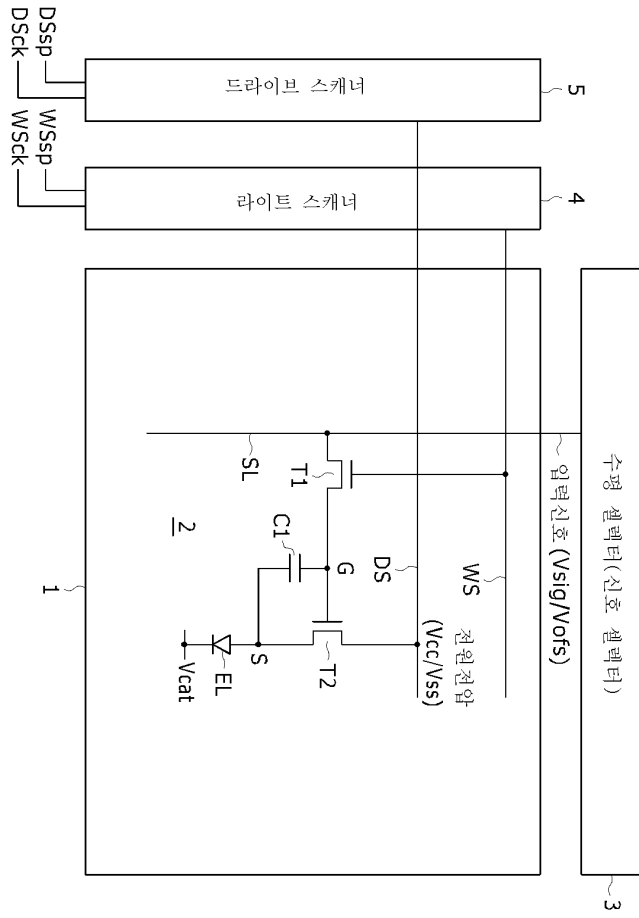 DSsp
DSck
드라이브 스캐너
5
WSsp
WSck
라이트 스캐너
4
수평 셀렉터(신호 셀렉터)
3
입력신호 (Vsig/Vofs)
SL
T1
C1
2
G
DS
WS
1
전원전압
(Vcc/Vss)
T2
S
EL
Vcat